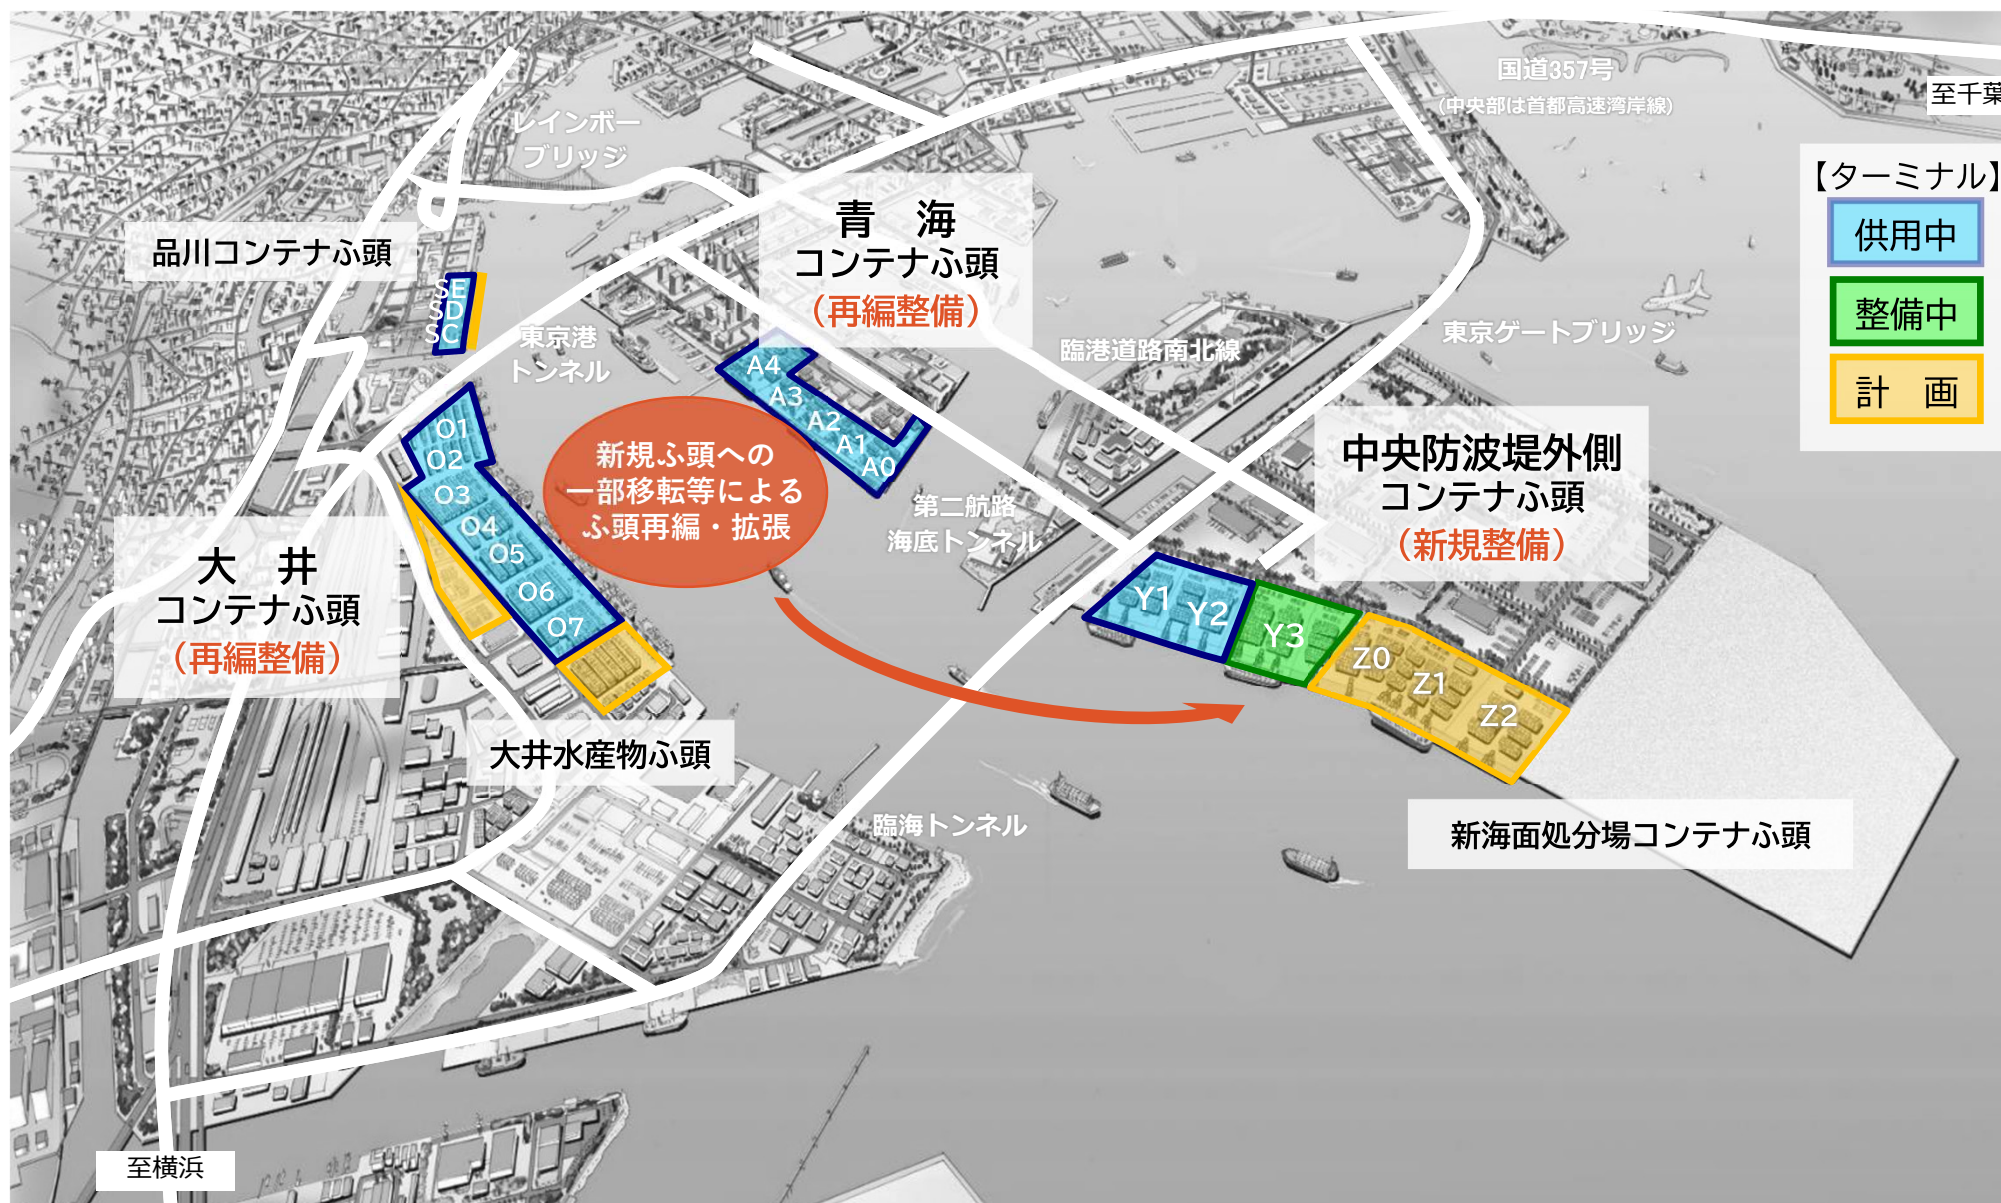 国道357号
(中央部は首都高速湾岸線)
至千葉
レインボー
ブリッジ
【ターミナル】
供用中
整備中
計　画
青　海
コンテナふ頭
（再編整備）
品川コンテナふ頭
SE
SD
SC
東京港
トンネル
臨港道路南北線
東京ゲートブリッジ
A4
A3
A2
A1
A0
O1
O2
O3
O4
O5
O6
O7
新規ふ頭への
一部移転等による
ふ頭再編・拡張
中央防波堤外側
コンテナふ頭
（新規整備）
第二航路
海底トンネル
大　井
コンテナふ頭
（再編整備）
Y1
Y2
Y3
Z0
Z1
Z2
大井水産物ふ頭
臨海トンネル
新海面処分場コンテナふ頭
至横浜